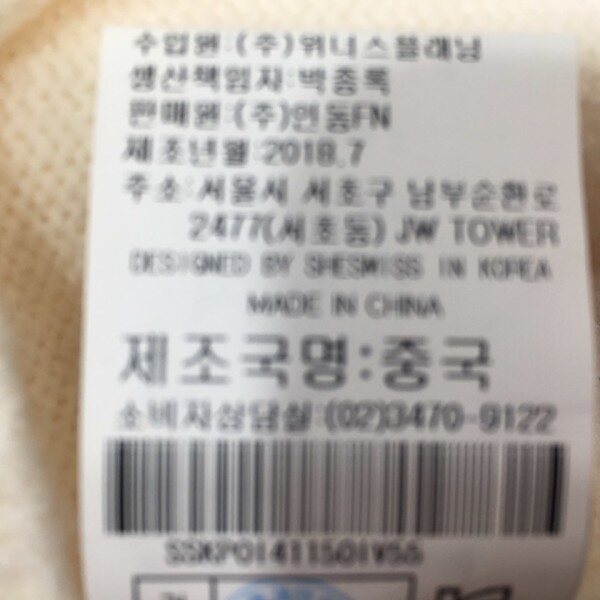 수입원:(주)위니스플래닝
생산책임자:박종록
판매원:(주)인동FN
제조년월:2018.7
주소:서울시 서초구 남부순환로
2477(서초동) JW TOWER
DESIGNED BY SHESMISS IN KOREA
MADE IN CHINA
제조국명:중국
소비자상담실:(02)3470-9122